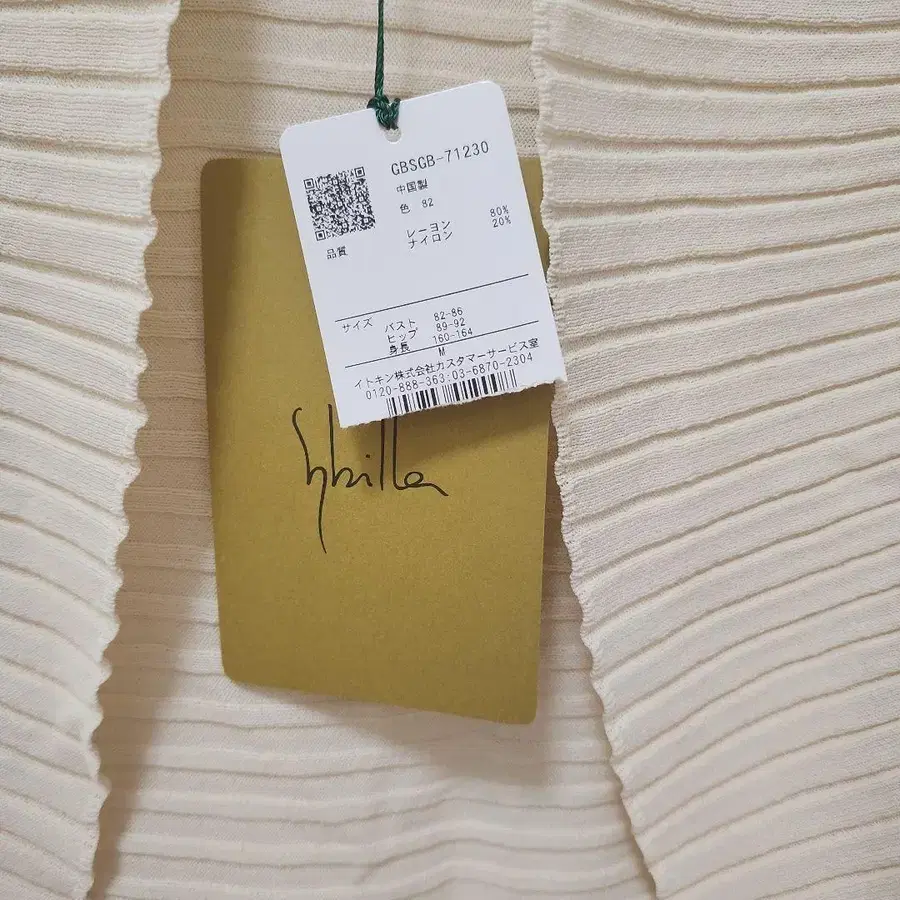 GBSGB-71230
中国製
色 82
品質
レーヨン 80%
ナイロン 20%
サイズ バスト 82-86
ヒップ 89-92
身長 160-164
M
イトキン株式会社カスタマーサービス室
0120-888-363:03-6870-2304
Sybilla